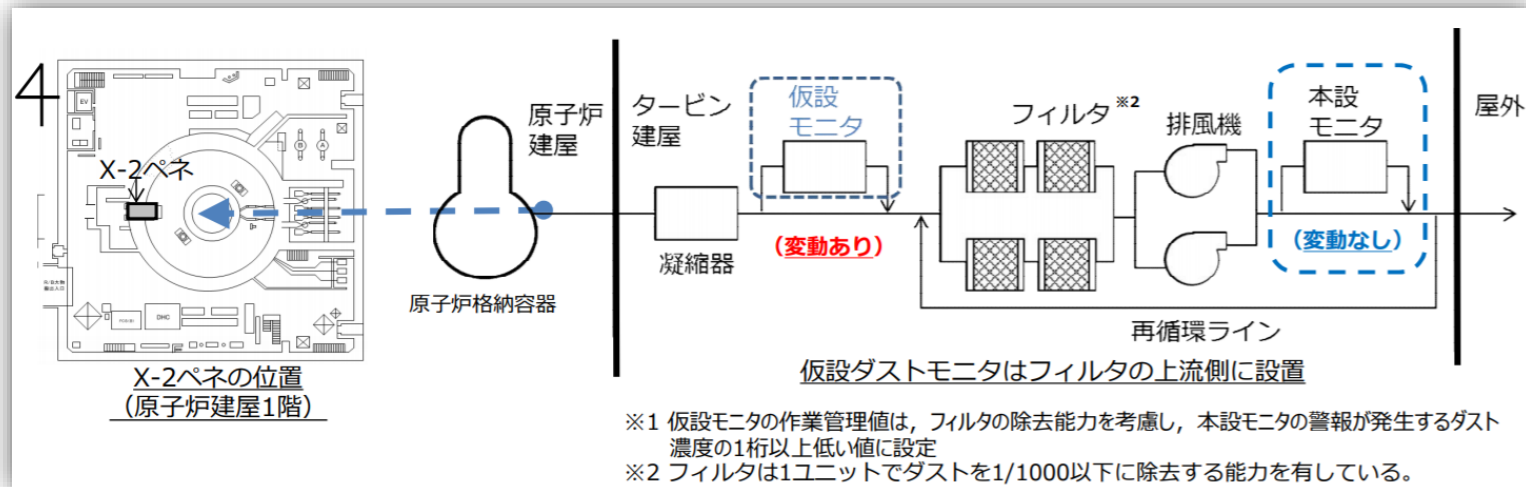 4
EV
X-2ペネ
B
A
DHC
X-2ペネの位置
（原子炉建屋1階）
原子炉
建屋
原子炉格納容器
タービン
建屋
凝縮器
仮設
モニタ
（変動あり）
フィルタ※2
排風機
本設
モニタ
（変動なし）
屋外
再循環ライン
仮設ダストモニタはフィルタの上流側に設置
※1 仮設モニタの作業管理値は，フィルタの除去能力を考慮し，本設モニタの警報が発生するダスト
濃度の1桁以上低い値に設定
※2 フィルタは1ユニットでダストを1/1000以下に除去する能力を有している。